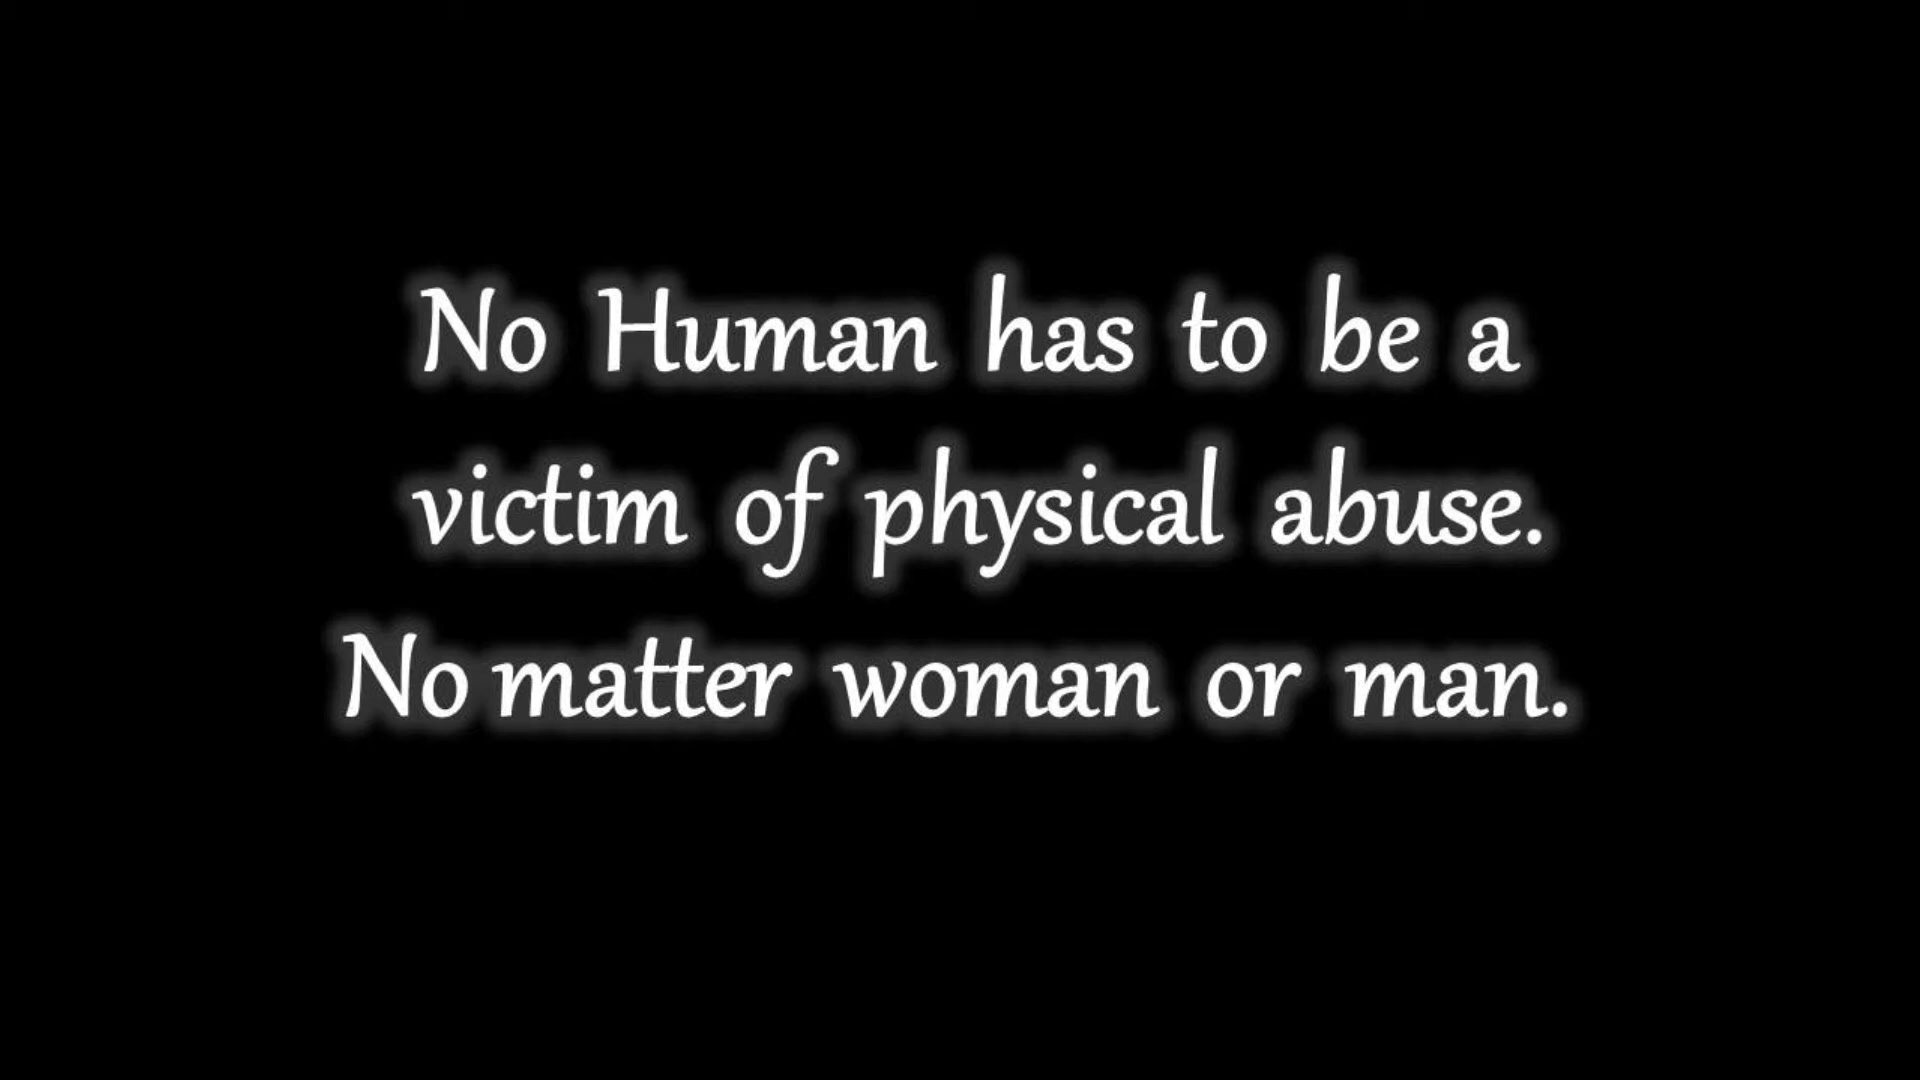 No Human has to be a
victim of physical abuse.
No matter woman or man.